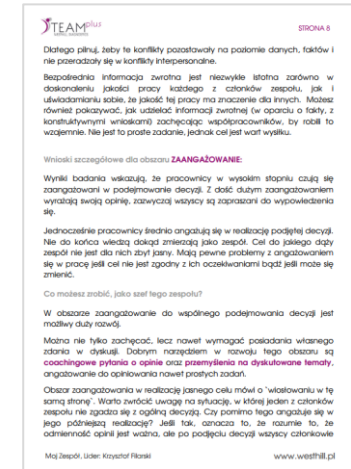 TEAM plus
STRONA 8
Dlatego pilnuj, żeby te konflikty pozostawały na poziomie danych, faktów i
nie przeradzały się w konflikty interpersonalne.
Bezpośrednia informacja zwrotna jest niezwykle istotna zarówno w
doskonaleniu jakości pracy każdego z członków zespołu, jak i
uświadamianiu sobie, że jakość tej pracy ma znaczenie dla innych. Możesz
również pokazywać, jak udzielać informacji zwrotnej (w oparciu o fakty, z
konstruktywnymi wnioskami) zachęcając współpracowników, by robili to
wzajemnie. Nie jest to proste zadanie, jednak cel jest wart wysiłku.
Wnioski szczegółowe dla obszaru ZAANGAŻOWANIE:
Wyniki badania wskazują, że pracownicy w wysokim stopniu czują się
zaangażowani w podejmowanie decyzji. Z dość dużym zaangażowaniem
wyrażają swoją opinię, zazwyczaj wszyscy są zapraszani do wypowiedzenia
się.
Jednocześnie pracownicy średnio angażują się w realizację podjętej decyzji.
Nie do końca wiedzą dokąd zmierzają jako zespół. Cel do jakiego dąży
zespół nie jest dla nich zbyt jasny. Mają pewne problemy z angażowaniem
się w pracę jeśli cel nie jest zgodny z ich oczekiwaniami bądź jeśli może się
zmienić.
Co możesz zrobić, jako szef tego zespołu?
W obszarze zaangażowanie do wspólnego podejmowania decyzji jest
możliwy duży rozwój.
Można nie tylko zachęcać, lecz nawet wymagać posiadania własnego
zdania w dyskusji. Dobrym narzędziem w rozwoju tego obszaru są
coachingowe pytania o opinie oraz przemyślenia na dyskutowane tematy,
angażowanie do opiniowania nawet prostych zadań.
Obszar zaangażowania w realizację jasnego celu mówi o `wiosłowaniu w tę
samą stronę`. Warto zwrócić uwagę na sytuację, w której jeden z członków
zespołu nie zgadza się z ogólną decyzją. Czy pomimo tego angażuje się w
jego późniejszą realizację? Jeśli tak, oznacza to, że rozumie to, że
odmienność opinii jest ważna, ale po podjęciu decyzji wszyscy członkowie
Moj Zespół, Lider: Krzysztof Filarski
www.westhill.pl